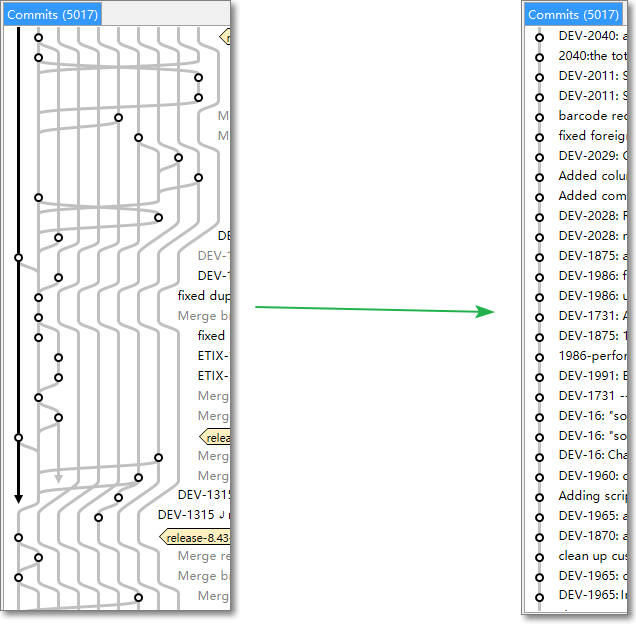 Commits (5017)
M
M
DE
DEV-1
DEV-1
fixed dup
Merge br
fixed
ETIX-
ETIX-
Merg
Merg
relea
Merg
Merg
DEV-1315
DEV-1315
release-8.43
Merge re
Merge br
Merg
Commits (5017)
DEV-2040: a
2040:the tot
DEV-2011: S
DEV-2011: S
barcode rec
fixed foreig
DEV-2029: C
Added colu
Added com
DEV-2028: F
DEV-2028: r
DEV-1875: a
DEV-1986: f
DEV-1986: u
DEV-1731: A
DEV-1875: 1
1986-perfor
DEV-1991: E
DEV-1731 --
DEV-16: "so
DEV-16: "so
DEV-16: Cha
DEV-1960: c
Adding scrip
DEV-1965: a
DEV-1870: a
clean up cus
DEV-1965: c
DEV-1965: Ir